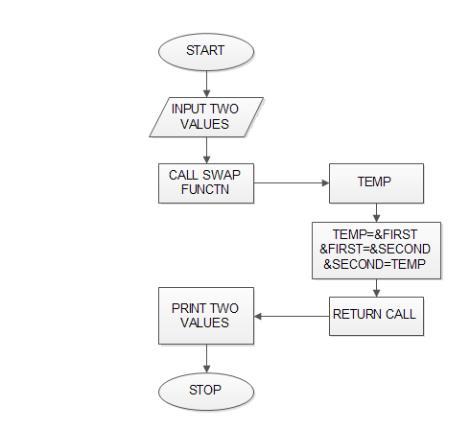 START
INPUT TWO
VALUES
CALL SWAP
FUNCTN
TEMP
TEMP=&FIRST
&FIRST=&SECOND
&SECOND=TEMP
RETURN CALL
PRINT TWO
VALUES
STOP